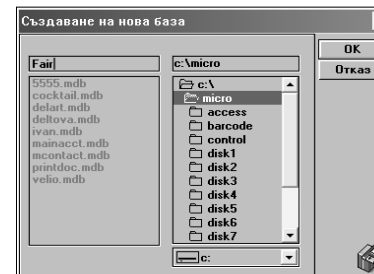 Създаване на нова база
OK
Отказ
Fair
c:\micro
5555.mdb
cocktail.mdb
delart.mdb
deltova.mdb
ivan.mdb
mainacct.mdb
mcontact.mdb
printdoc.mdb
velio.mdb
c:\
micro
access
barcode
control
disk1
disk2
disk3
disk4
disk5
disk6
disk7
c: